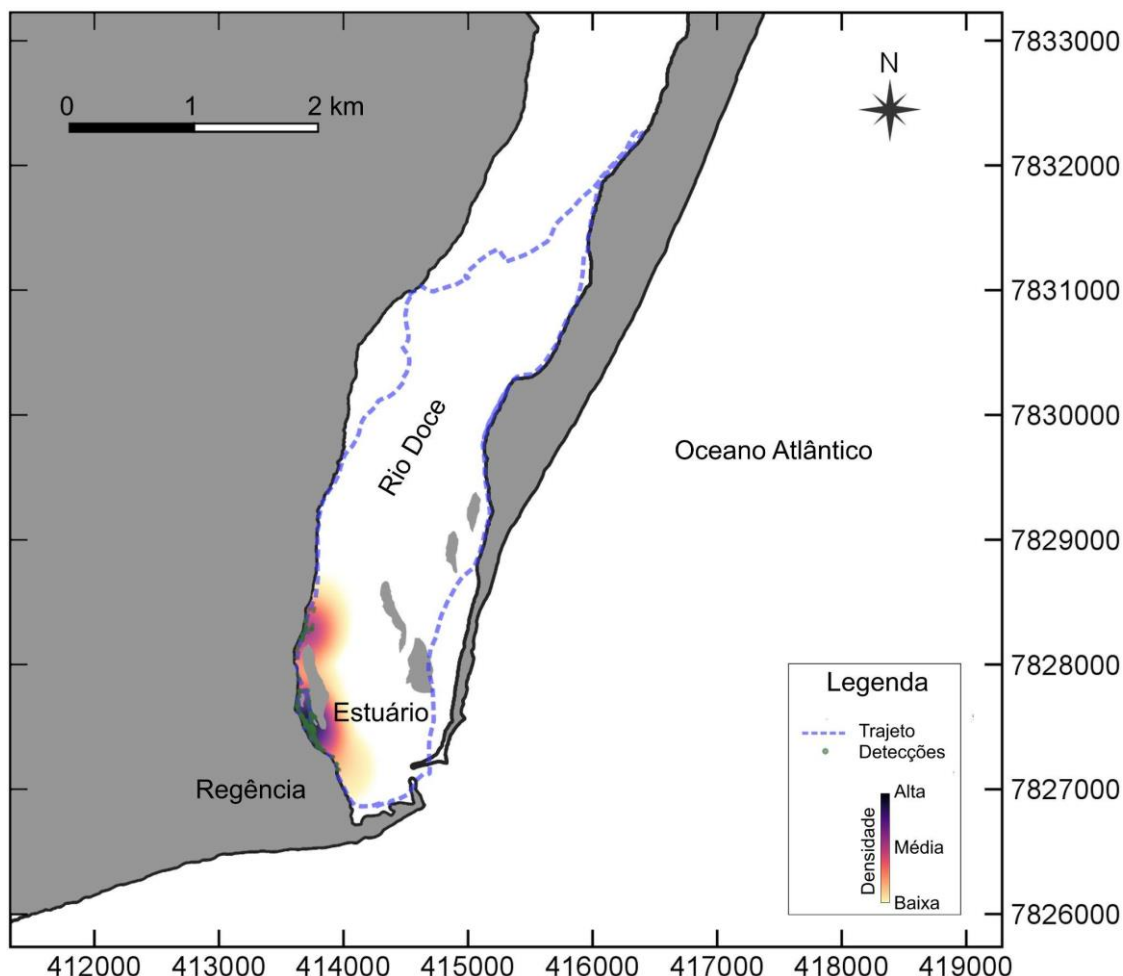 0 1 2 km
N
7833000
7832000
7831000
7830000
7829000
7828000
7827000
7826000
Rio Doce
Oceano Atlântico
Estuário
Regência
Legenda
Trajeto
Detecções
Densidade
Alta
Média
Baixa
412000 413000 414000 415000 416000 417000 418000 419000